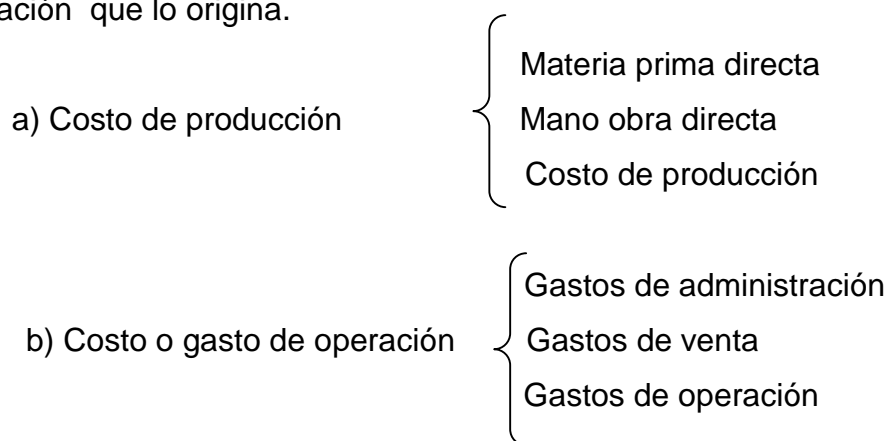 que lo origina.
a) Costo de producción
Materia prima directa
Mano obra directa
Costo de producción
b) Costo o gasto de operación
Gastos de administración
Gastos de venta
Gastos de operación